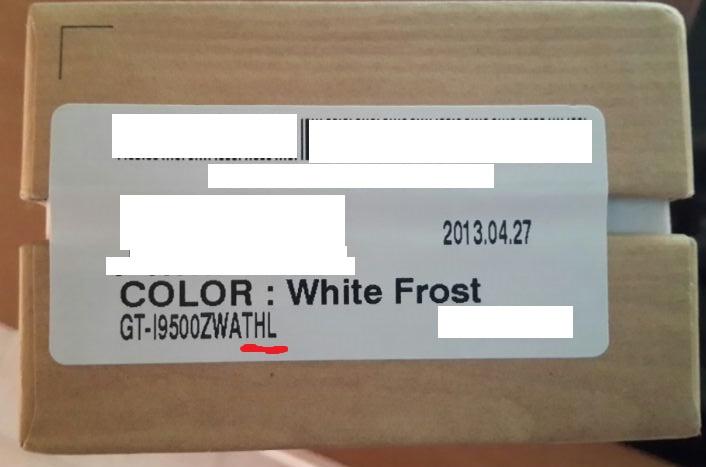 2013.04.27
COLOR : White Frost
GT-I9500ZWATHL